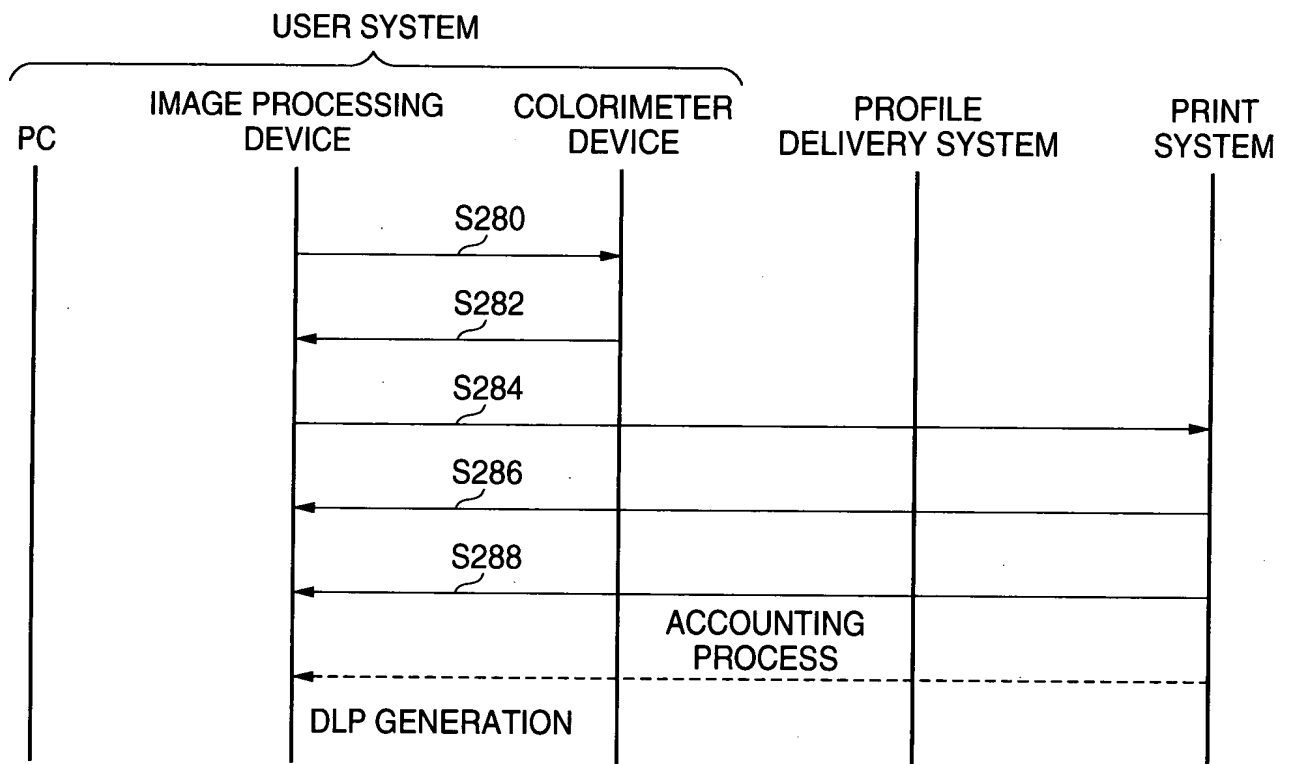 USER SYSTEM
PC
IMAGE PROCESSING
DEVICE
COLORIMETER
DEVICE
PROFILE
DELIVERY SYSTEM
PRINT
SYSTEM
S280
S282
S284
S286
S288
ACCOUNTING
PROCESS
DLP GENERATION